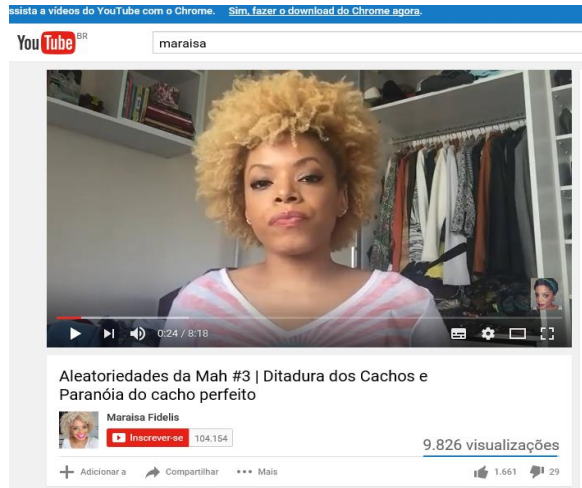 ssista a vídeos do YouTube com o Chrome. Sim, fazer o download do Chrome agora.
YouTube BR
maraisa
0:24 / 8:18
Aleatoriedades da Mah #3 | Ditadura dos Cachos e
Paranóia do cacho perfeito
Maraisa Fidelis
Inscrever-se 104.154
9.826 visualizações
Adicionar a Compartilhar Mais 1.661 29